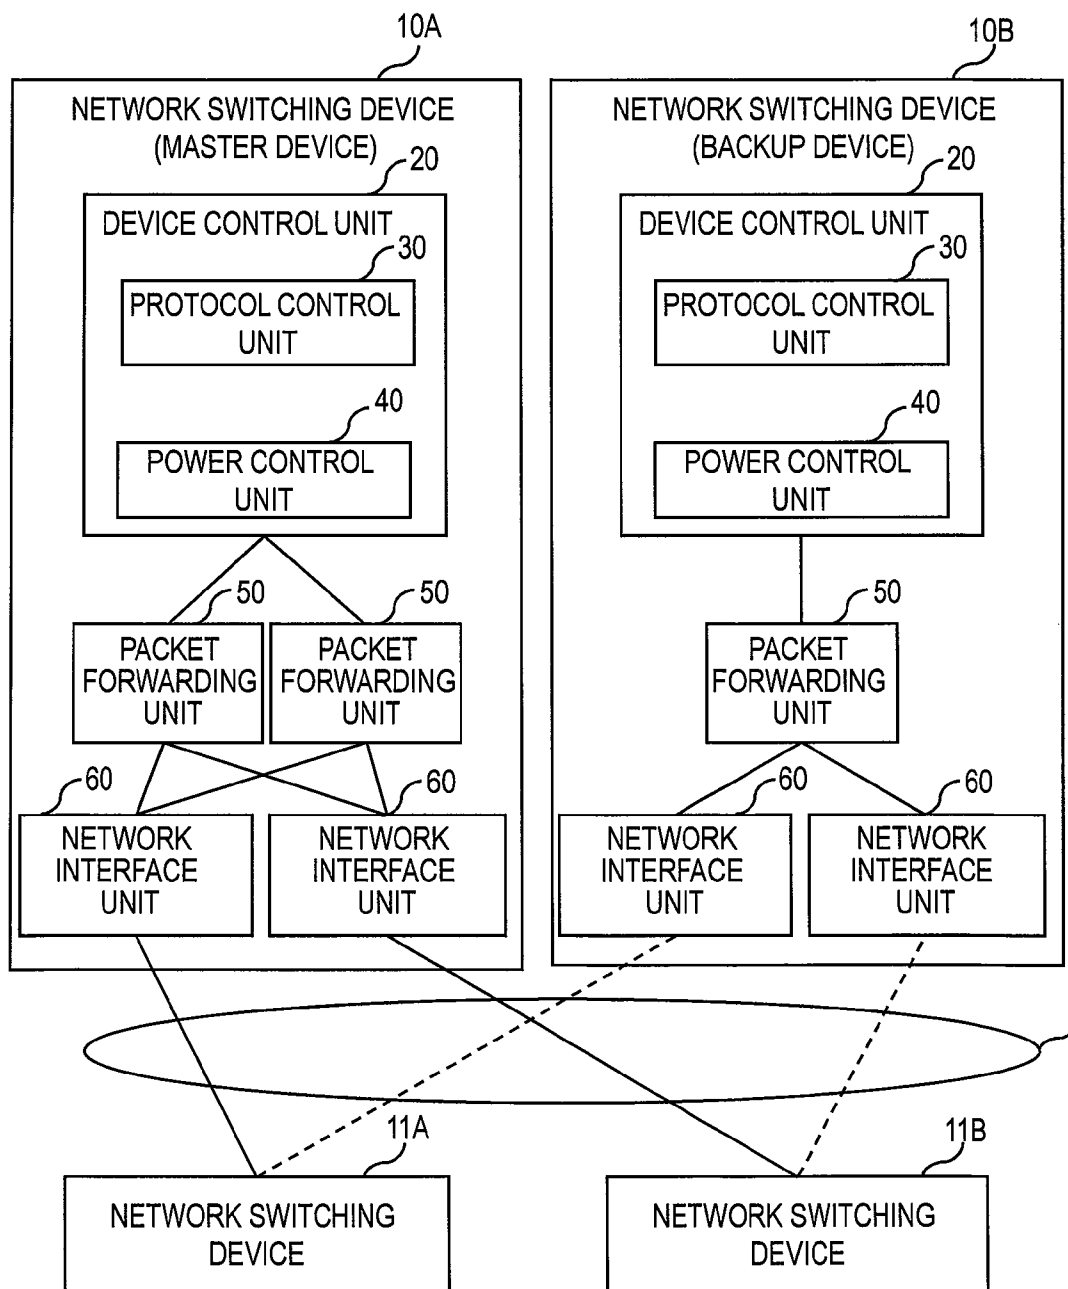 10A
10B
NETWORK SWITCHING DEVICE
(MASTER DEVICE)
NETWORK SWITCHING DEVICE
(BACKUP DEVICE)
20
20
DEVICE CONTROL UNIT
DEVICE CONTROL UNIT
30
30
PROTOCOL CONTROL
UNIT
PROTOCOL CONTROL
UNIT
40
40
POWER CONTROL
UNIT
POWER CONTROL
UNIT
50
50
50
PACKET
FORWARDING
UNIT
PACKET
FORWARDING
UNIT
PACKET
FORWARDING
UNIT
60
60
60
60
NETWORK
INTERFACE
UNIT
NETWORK
INTERFACE
UNIT
NETWORK
INTERFACE
UNIT
NETWORK
INTERFACE
UNIT
11A
11B
NETWORK SWITCHING
DEVICE
NETWORK SWITCHING
DEVICE